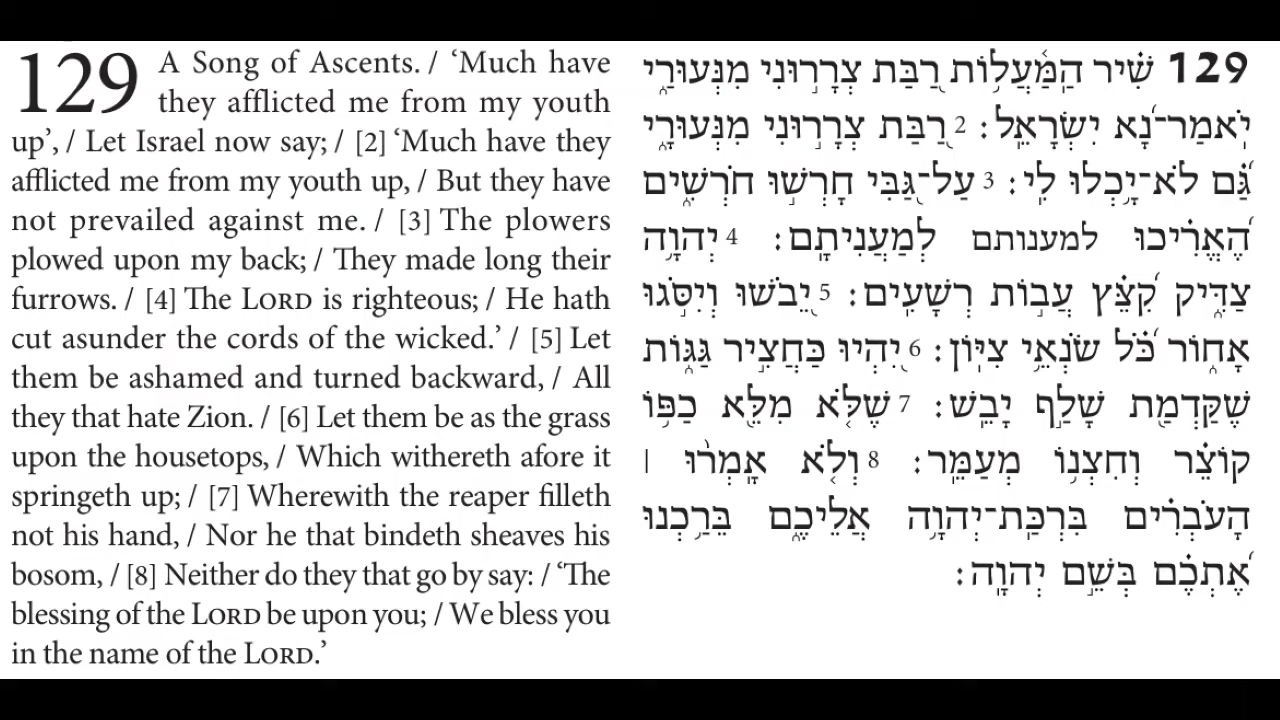 129 A Song of Ascents. / ‘Much have
they afflicted me from my youth
up’, / Let Israel now say; / [2] ‘Much have they
afflicted me from my youth up, / But they have
not prevailed against me. / [3] The plowers
plowed upon my back; / They made long their
furrows. / [4] The LORD is righteous; / He hath
cut asunder the cords of the wicked.’ / [5] Let
them be ashamed and turned backward, / All
they that hate Zion. / [6] Let them be as the grass
upon the housetops, / Which withereth afore it
springeth up; / [7] Wherewith the reaper filleth
not his hand, / Nor he that bindeth sheaves his
bosom, / [8] Neither do they that go by say: / ‘The
blessing of the LORD be upon you; / We bless you
in the name of the LORD.’
129 שִׁ֗יר הַֽמַּ֫עֲל֥וֹת רַ֭בַּת צְרָר֣וּנִי מִנְּעוּרַ֑י
יֹֽאמַר־נָ֝א יִשְׂרָאֵֽל׃ 2 רַ֭בַּת צְרָר֣וּנִי מִנְּעוּרָ֑י
גַּ֝ם לֹא־יָ֥כְלוּ לִֽי׃ 3 עַל־גַּ֭בִּי חָרְשׁ֣וּ חֹרְשִׁ֑ים
הֶ֝אֱרִ֗יכוּ למענותם לְמַעֲנִיתָֽם׃ 4 יְהוָ֥ה
צַדִּ֑יק קִ֝צֵּ֗ץ עֲב֣וֹת רְשָׁעִֽים׃ 5 יֵ֭בֹשׁוּ וְיִסֹּ֣גוּ
אָח֑וֹר כֹּ֝֗ל שֹׂנְאֵ֥י צִיּֽוֹן׃ 6 יִ֭הְיוּ כַּחֲצִ֣יר גַּגּ֑וֹת
שֶׁקַּדְמַ֖ת שָׁלַ֣ף יָבֵֽשׁ׃ 7 שֶׁלֹּ֤א מִלֵּ֖א כַפּ֥וֹ
קוֹצֵ֗ר וְחִצְנ֥וֹ מְעַמֵּֽר׃ 8 וְלֹ֤א אָֽמְר֨וּ ׀
הָעֹבְרִ֗ים בִּרְכַּֽת־יְהוָ֥ה אֲלֵיכֶ֑ם בֵּרַ֥כְנוּ
אֶ֝תְכֶ֗ם בְּשֵׁ֣ם יְהוָֽה׃